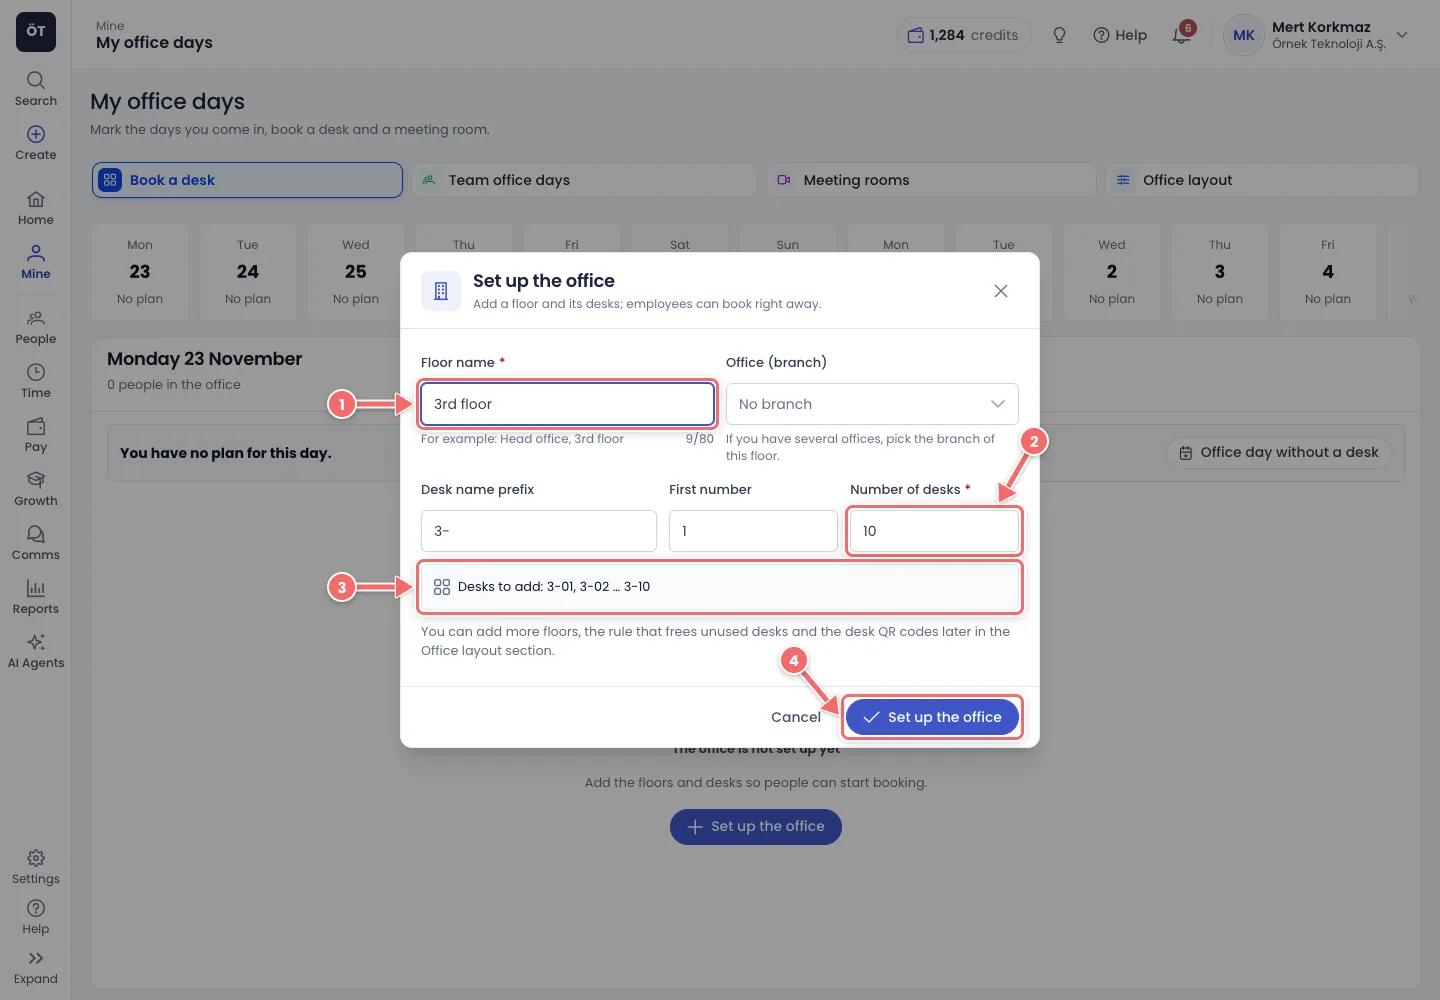 ÖT
Mine
My office days
1,284 credits
Help
6
MK
Mert Korkmaz
Örnek Teknoloji A.Ş.
Search
Create
Home
Mine
People
Time
Pay
Growth
Comms
Reports
AI Agents
Settings
Help
Expand
My office days
Mark the days you come in, book a desk and a meeting room.
Book a desk
Team office days
Meeting rooms
Office layout
Mon Tue Wed Thu Fri Sat Sun Mon Tue Wed Thu Fri
23 24 25 2 3 4
No plan No plan No plan No plan No plan No plan
Monday 23 November
0 people in the office
You have no plan for this day.
Office day without a desk
Set up the office
Add a floor and its desks; employees can book right away.
Floor name *
Office (branch)
1
3rd floor
No branch
For example: Head office, 3rd floor 9/80
If you have several offices, pick the branch of
this floor.
2
Desk name prefix
First number
Number of desks *
3-
1
10
3
Desks to add: 3-01, 3-02 … 3-10
You can add more floors, the rule that frees unused desks and the desk QR codes later in the
Office layout section.
4
Cancel
Set up the office
The office is not set up yet
Add the floors and desks so people can start booking.
Set up the office